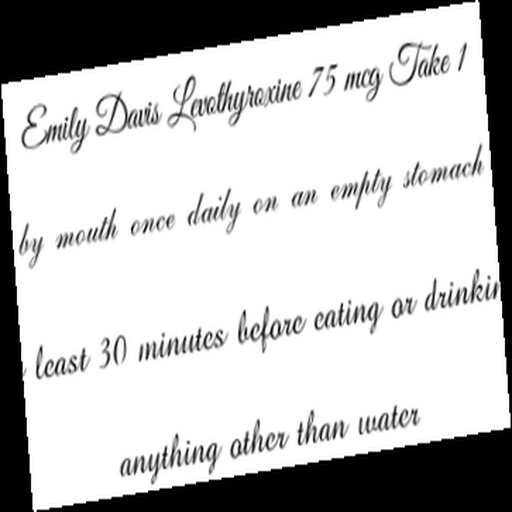 Emily Davis Levothyroxine 75 mcg Take 1
by mouth once daily on an empty stomach
least 30 minutes before eating or drinkin
anything other than water